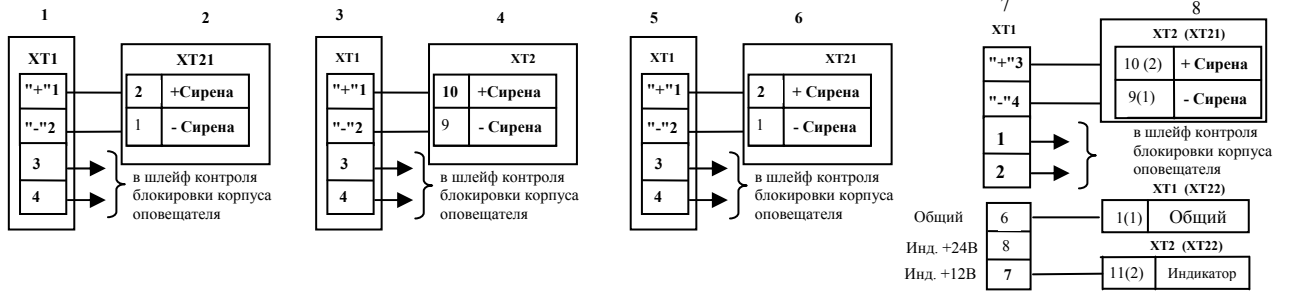 1
2
XT1
XT21
"+"1
2
+Сирена
"-"2
1
- Сирена
3
4
в шлейф контроля
блокировки корпуса
оповещателя
3
4
XT1
XT2
"+"1
10
+Сирена
"-"2
9
- Сирена
3
4
в шлейф контроля
блокировки корпуса
оповещателя
5
6
XT1
XT21
"+"1
2
+ Сирена
"-"2
1
- Сирена
3
4
в шлейф контроля
блокировки корпуса
оповещателя
7
8
XT1
XT2 (XT21)
"+"3
10 (2)
+ Сирена
"-"4
9(1)
- Сирена
1
2
в шлейф контроля
блокировки корпуса
оповещателя
XT1 (XT22)
Общий
6
1(1)
Общий
Инд. +24В
8
XT2 (XT22)
Инд. +12В
7
11(2)
Индикатор